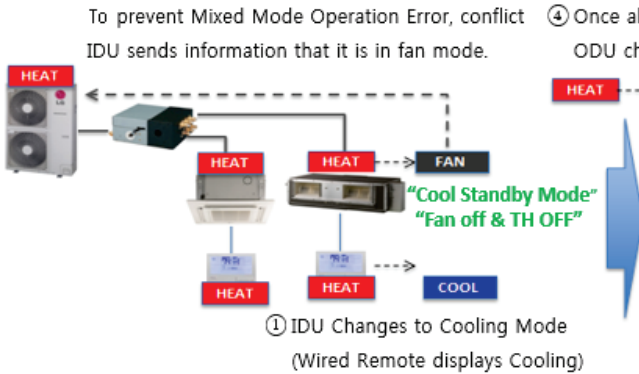 To prevent Mixed Mode Operation Error, conflict
IDU sends information that it is in fan mode.
④ Once
ODU
HEAT
HEAT
LG
HEAT
HEAT
FAN
"Cool Standby Mode"
"Fan off & TH OFF"
HEAT
HEAT
COOL
① IDU Changes to Cooling Mode
(Wired Remote displays Cooling)